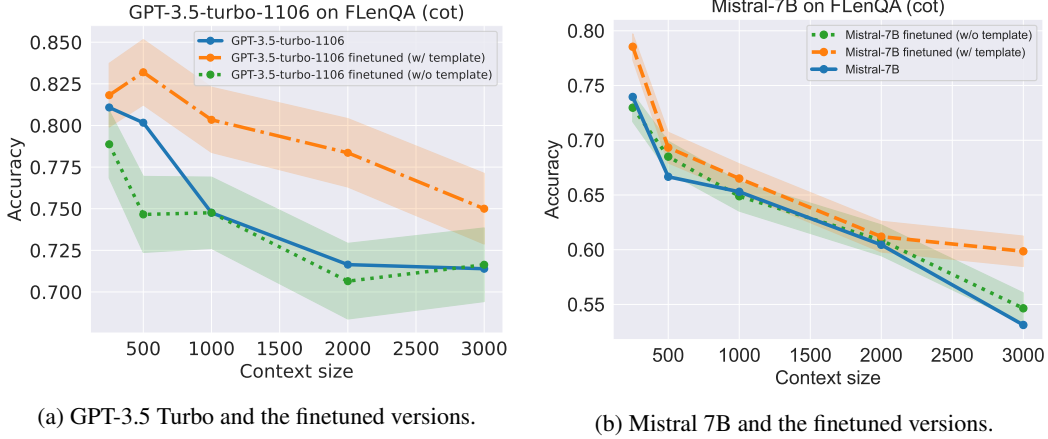 GPT-3.5-turbo-1106 on FLenQA (cot)
0.850
0.825
0.800
0.775
0.750
0.725
0.700
Accuracy
GPT-3.5-turbo-1106
GPT-3.5-turbo-1106 finetuned (w/ template)
GPT-3.5-turbo-1106 finetuned (w/o template)
500 1000 1500 2000 2500 3000
Context size
(a) GPT-3.5 Turbo and the finetuned versions.
Mistral-7B on FLenQA (cot)
0.80
0.75
0.70
0.65
0.60
0.55
Accuracy
Mistral-7B finetuned (w/o template)
Mistral-7B finetuned (w/ template)
Mistral-7B
500 1000 1500 2000 2500 3000
Context size
(b) Mistral 7B and the finetuned versions.